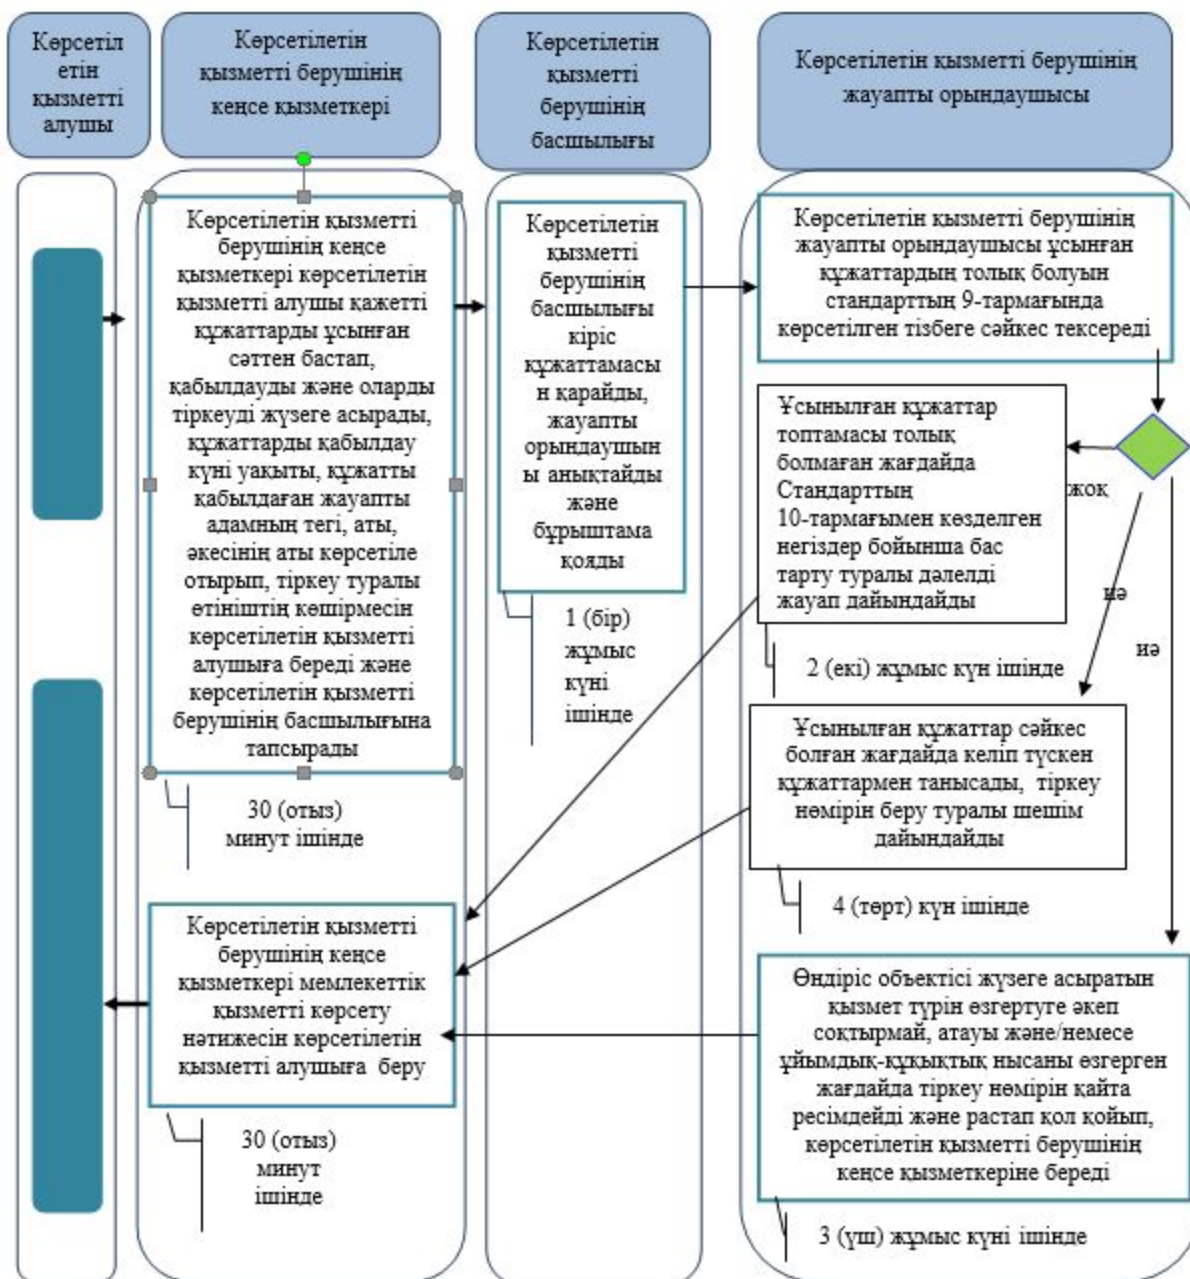 Көрсетіл
етін
қызметті
алушы
Көрсетілетін
қызметті берушінің
кеңсе қызметкері
Көрсетілетін
қызметті
берушінің
басшылығы
Көрсетілетін қызметті берушінің
жауапты орындаушысы
Көрсетілетін қызметті
берушінің кеңсе
қызметкері көрсетілетін
қызметті алушы қажетті
құжаттарды ұсынған
сәттен бастап,
қабылдауды және оларды
тіркеуді жүзеге асырады,
құжаттарды қабылдау
күні уақыты, құжатты
қабылдаған жауапты
адамның тегі, аты,
әкесінің аты көрсетіле
отырып, тіркеу туралы
өтініштің көшірмесін
көрсетілетін қызметті
алушыға береді және
көрсетілетін қызметті
берушінің басшылығына
тапсырады
30 (отыз)
минут ішінде
Көрсетілетін
қызметті
берушінің
басшылығы
кіріс
құжаттамасы
н қарайды,
жауапты
орындаушын
ы анықтайды
және
бұрыштама
қояды
1 (бір)
жұмыс
күні
ішінде
Көрсетілетін қызметті берушінің
жауапты орындаушысы ұсынған
құжаттардың толық болуын
стандарттың 9-тармағында
көрсетілген тізбеге сәйкес тексереді
Ұсынылған құжаттар
топтамасы толық
болмаған жағдайда
Стандарттың
10-тармағымен көзделген
негіздер бойынша бас
тарту туралы дәлелді
жауап дайындайды
жоқ
2 (екі) жұмыс күн ішінде
иә
иә
Ұсынылған құжаттар сәйкес
болған жағдайда келіп түскен
құжаттармен танысады, тіркеу
нөмірін беру туралы шешім
дайындайды
4 (төрт) күн ішінде
Көрсетілетін қызметті
берушінің кеңсе
қызметкері мемлекеттік
қызметті көрсету
нәтижесін көрсетілетін
қызметті алушыға беру
30 (отыз)
минут
ішінде
Өндіріс объектісі жүзеге асыратын
қызмет түрін өзгертуге әкеп
соқтырмай, атауы және/немесе
ұйымдық-құқықтық нысаны өзгерген
жағдайда тіркеу нөмірін қайта
ресімдейді және растап қол қойып,
көрсетілетін қызметті берушінің
кеңсе қызметкеріне береді
3 (үш) жұмыс күні ішінде